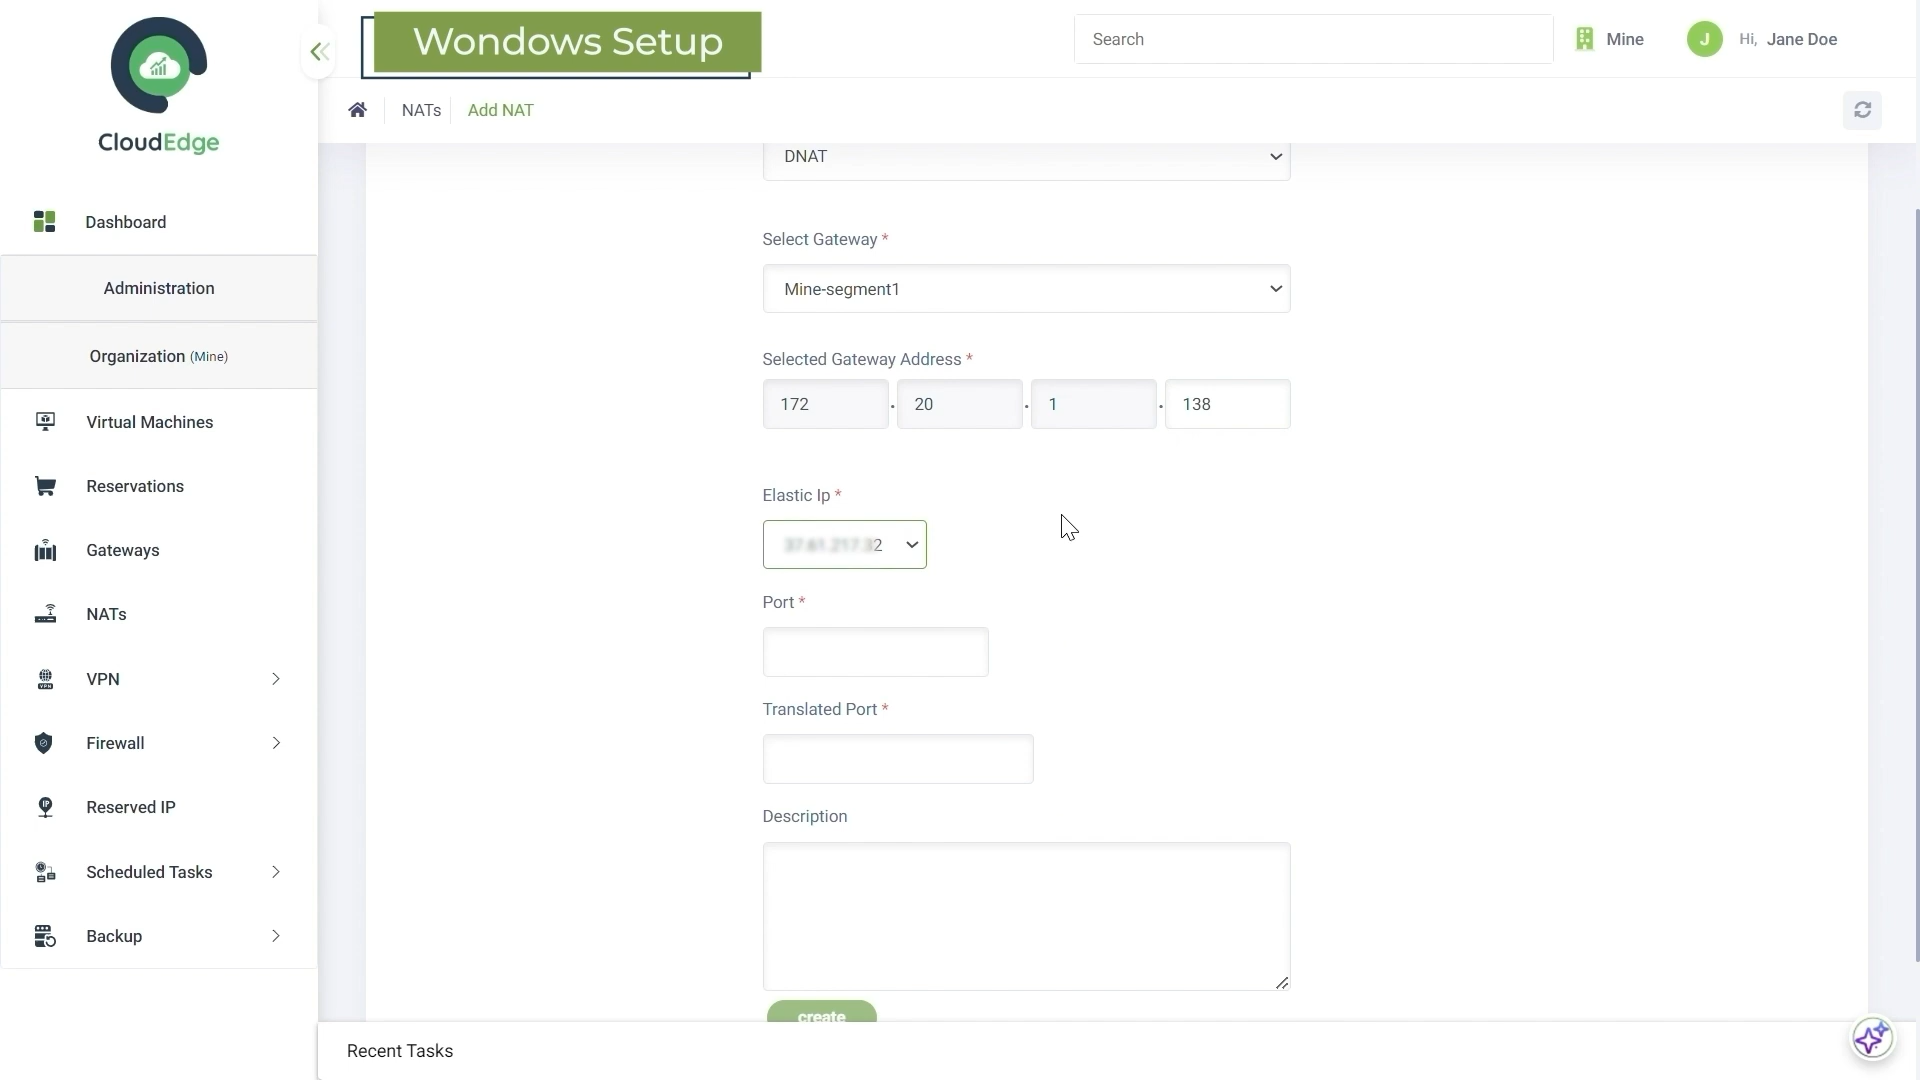 Wondows Setup
Search
Mine
J
Hi, Jane Doe
CloudEdge
NATs
Add NAT
Dashboard
Administration
Organization (Mine)
Virtual Machines
Reservations
Gateways
NATs
VPN
Firewall
Reserved IP
Scheduled Tasks
Backup
DNAT
Select Gateway *
Mine-segment1
Selected Gateway Address *
172 . 20 . 1 . 138
Elastic Ip *
2
Port *
Translated Port *
Description
create
Recent Tasks